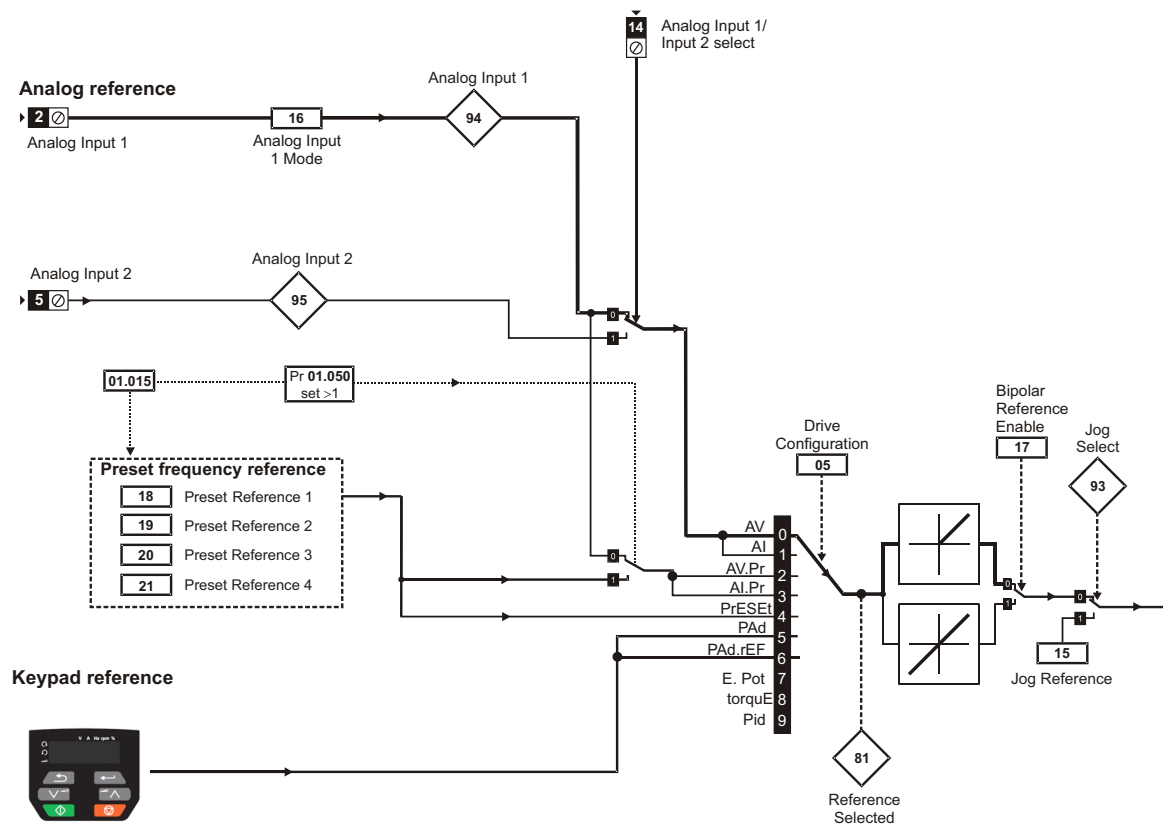 14
Analog Input 1/
Input 2 select
Analog reference
2
Analog Input 1
16
Analog Input
1 Mode
Analog Input 1
94
Analog Input 2
5
Analog Input 2
95
0
1
01.015
Pr 01.050
set >1
Preset frequency reference
18 Preset Reference 1
19 Preset Reference 2
20 Preset Reference 3
21 Preset Reference 4
0
1
Drive
Configuration
05
AV 0
AI 1
AV.Pr 2
AI.Pr 3
PrESEt 4
PAd 5
PAd.rEF 6
E. Pot 7
torquE 8
Pid 9
Bipolar
Reference
Enable
17
Jog
Select
93
0
1
0
1
15
Jog Reference
81
Reference
Selected
Keypad reference
V A Hz rpm %